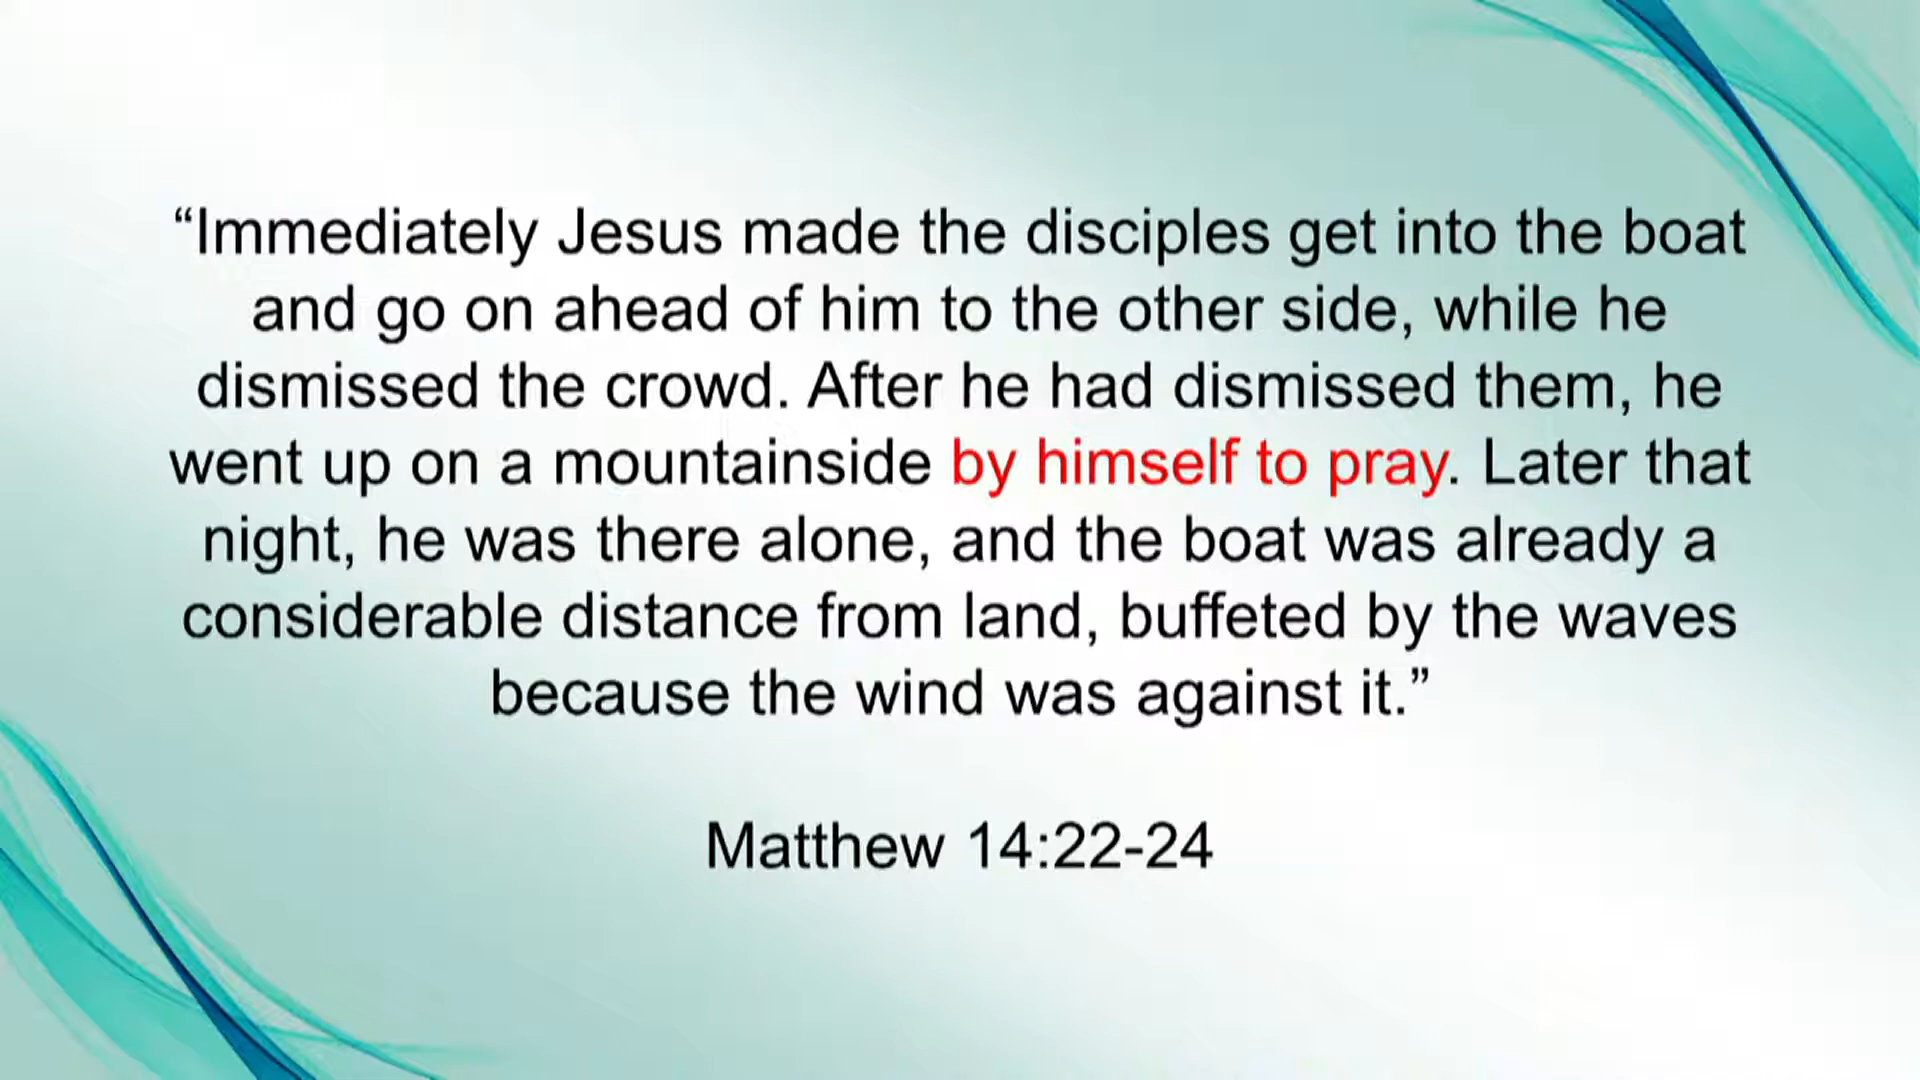 “Immediately Jesus made the disciples get into the boat
and go on ahead of him to the other side, while he
dismissed the crowd. After he had dismissed them, he
went up on a mountainside by himself to pray. Later that
night, he was there alone, and the boat was already a
considerable distance from land, buffeted by the waves
because the wind was against it.”
Matthew 14:22-24